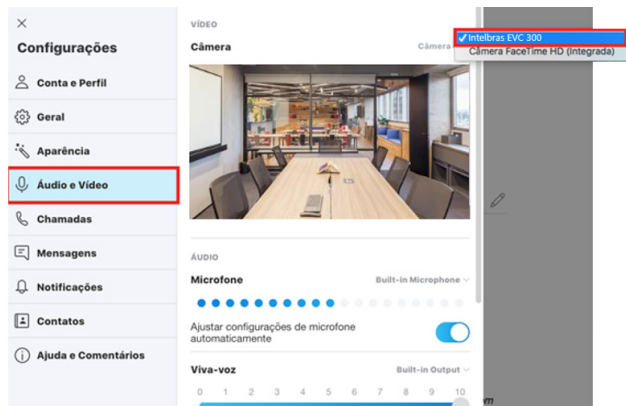 Configurações
Conta e Perfil
Geral
Aparência
Áudio e Vídeo
Chamadas
Mensagens
Notificações
Contatos
Ajuda e Comentários
VÍDEO
Câmera
Câmera
Intelbras EVC 300
Câmera FaceTime HD (Integrada)
ÁUDIO
Microfone
Built-in Microphone
Ajustar configurações de microfone
automaticamente
Viva-voz
Built-in Output
0 1 2 3 4 5 6 7 8 9 10